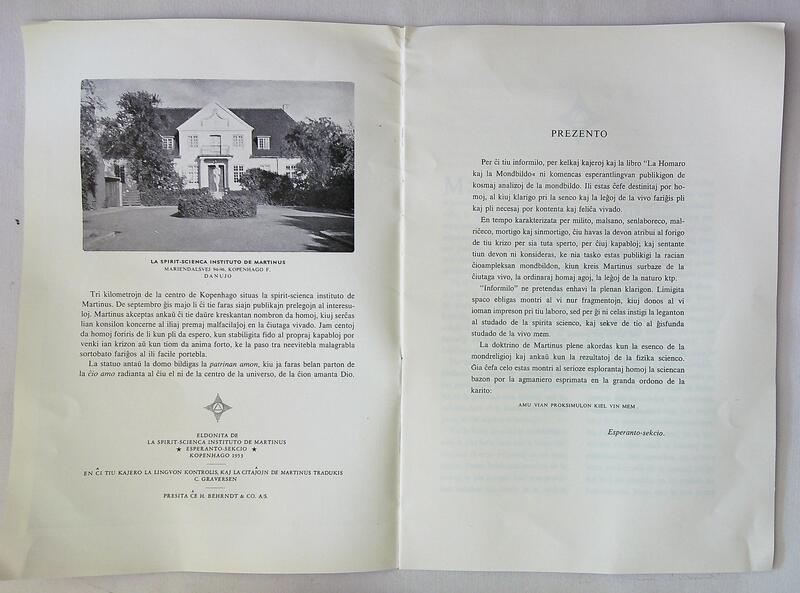 LA SPIRIT-SCIENCA INSTITUTO DE MARTINUS
MARIENDALSVEJ 94-96, KOPENHAGO F.
DANUJO
Tri kilometrojn de la centro de Kopenhago situas la spirit-scienca instituto de
Martinus. De septembro ĝis majo li ĉi tie faras siajn publikajn prelegojn al interesu-
loj. Martinus akceptas ankaŭ ĉi tie daŭre kreskantan nombron da homoj, kiuj serĉas
lian konsilon koncerne al iliaj premaj malfacilaĵoj en la ĉiutaga vivado. Jam centoj
da homoj foriris de li kun pli da espero, kun stabiligita fido al propraj kapabloj por
venki ian krizon aŭ kun tiom da anima forto, ke la paso tra neevitebla malagrabla
sortobato fariĝos al ili facile portebla.
La statuo antaŭ la domo bildigas la patrinan amon, kiu ja faras belan parton de
la ĉio amo radianta al ĉiu el ni de la centro de la universo, de la ĉion amanta Dio.
ELDONITA DE
LA SPIRIT-SCIENCA INSTITUTO DE MARTINUS
★ ESPERANTO-SEKCIO ★
KOPENHAGO 1953
EN ĈI TIU KAJERO LA LINGVON KONTROLIS, KAJ LA CITAĴOJN DE MARTINUS TRADUKIS
C. GRAVERSEN
PRESITA ĈE H. BEHRNDT & CO. A.S.
PREZENTO
Per ĉi tiu informilo, per kelkaj kajeroj kaj la libro "La Homaro
kaj la Mondbildo« ni komencas esperantlingvan publikigon de
kosmaj analizoj de la mondbildo. Ili estas ĉefe destinitaj por ho-
moj, al kiuj klarigo pri la senco kaj la leĝoj de la vivo fariĝis pli
kaj pli necesaj por kontenta kaj feliĉa vivado.
En tempo karakterizata per milito, malsano, senlaboreco, mal-
riĉeco, mortigo kaj sinmortigo, ĉiu havas la devon atribui al forigo
de tiu krizo per sia tuta sperto, per ĉiuj kapabloj; kaj sentante
tiun devon ni konsideras, ke nia tasko estas publikigi la racian
ĉioampleksan mondbildon, kiun kreis Martinus surbaze de la
ĉiutaga vivo, la ordinaraj homaj agoj, la leĝoj de la naturo ktp.
"Informilo" ne pretendas enhavi la plenan klarigon. Limigita
spaco ebligas montri al vi nur fragmentojn, kiuj donos al vi
ioman impreson pri tiu laboro, sed per ĝi ni celas instigi la leganton
al studado de la spirita scienco, kaj sekve de tio al ĝisfunda
studado de la vivo mem.
La doktrino de Martinus plene akordas kun la esenco de la
mondreligioj kaj ankaŭ kun la rezultatoj de la fizika scienco.
Ĝia ĉefa celo estas montri al serioze esplorantaj homoj la sciencan
bazon por la agmaniero esprimata en la granda ordono de la
karito:
AMU VIAN PROKSIMULON KIEL VIN MEM.
Esperanto-sekcio.